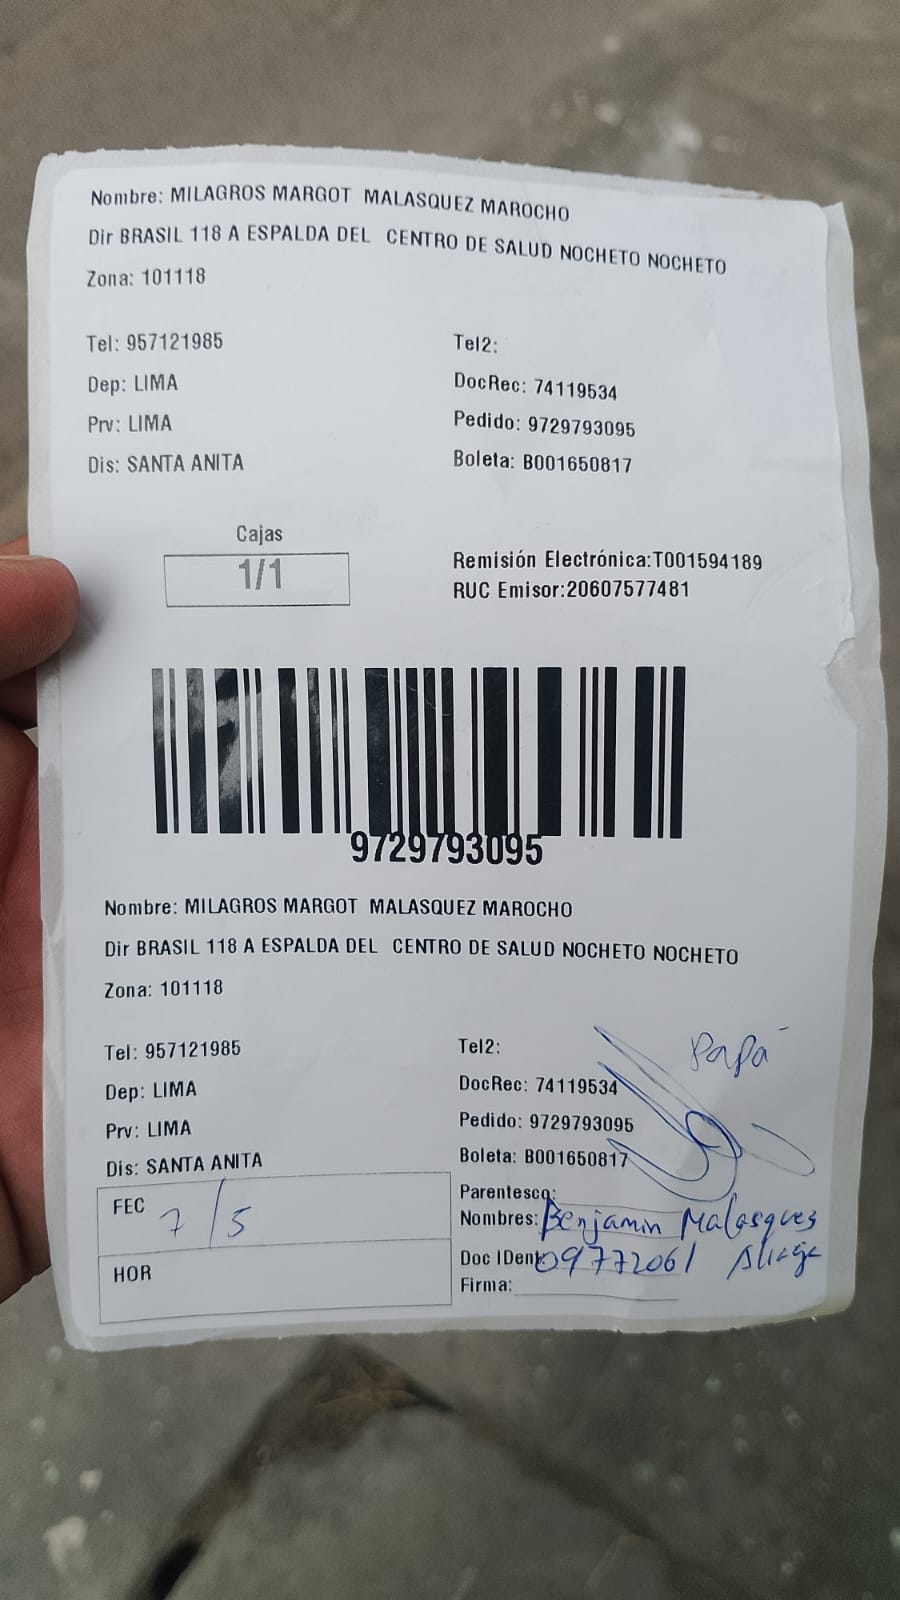 Nombre: MILAGROS MARGOT MALASQUEZ MAROCHO
Dir BRASIL 118 A ESPALDA DEL CENTRO DE SALUD NOCHETO NOCHETO
Zona: 101118
Tel: 957121985 Tel2:
Dep: LIMA DocRec: 74119534
Prv: LIMA Pedido: 9729793095
Dis: SANTA ANITA Boleta: B001650817
Cajas
1/1
Remisión Electrónica:T001594189
RUC Emisor:20607577481
9729793095
Nombre: MILAGROS MARGOT MALASQUEZ MAROCHO
Dir BRASIL 118 A ESPALDA DEL CENTRO DE SALUD NOCHETO NOCHETO
Zona: 101118
Tel: 957121985 Tel2: Papá
Dep: LIMA DocRec: 74119534
Prv: LIMA Pedido: 9729793095
Dis: SANTA ANITA Boleta: B001650817
FEC 7/5
HOR
Parentesco:
Nombres: Benjamin Malasques
Doc IDent: 09772061 Aliaga
Firma: